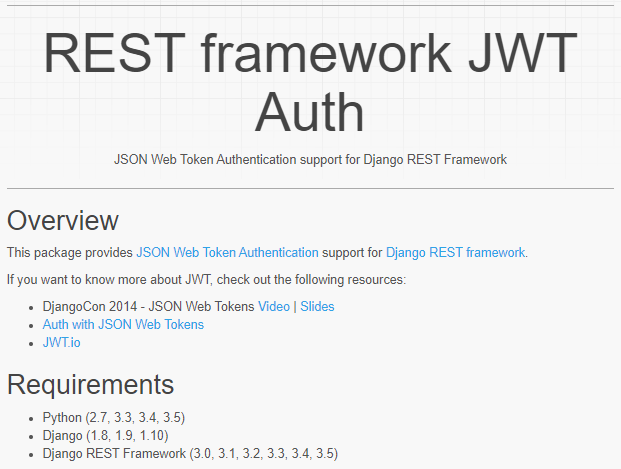 REST framework JWT
Auth
JSON Web Token Authentication support for Django REST Framework
Overview
This package provides JSON Web Token Authentication support for Django REST framework.
If you want to know more about JWT, check out the following resources:
DjangoCon 2014 - JSON Web Tokens Video | Slides
Auth with JSON Web Tokens
JWT.io
Requirements
Python (2.7, 3.3, 3.4, 3.5)
Django (1.8, 1.9, 1.10)
Django REST Framework (3.0, 3.1, 3.2, 3.3, 3.4, 3.5)